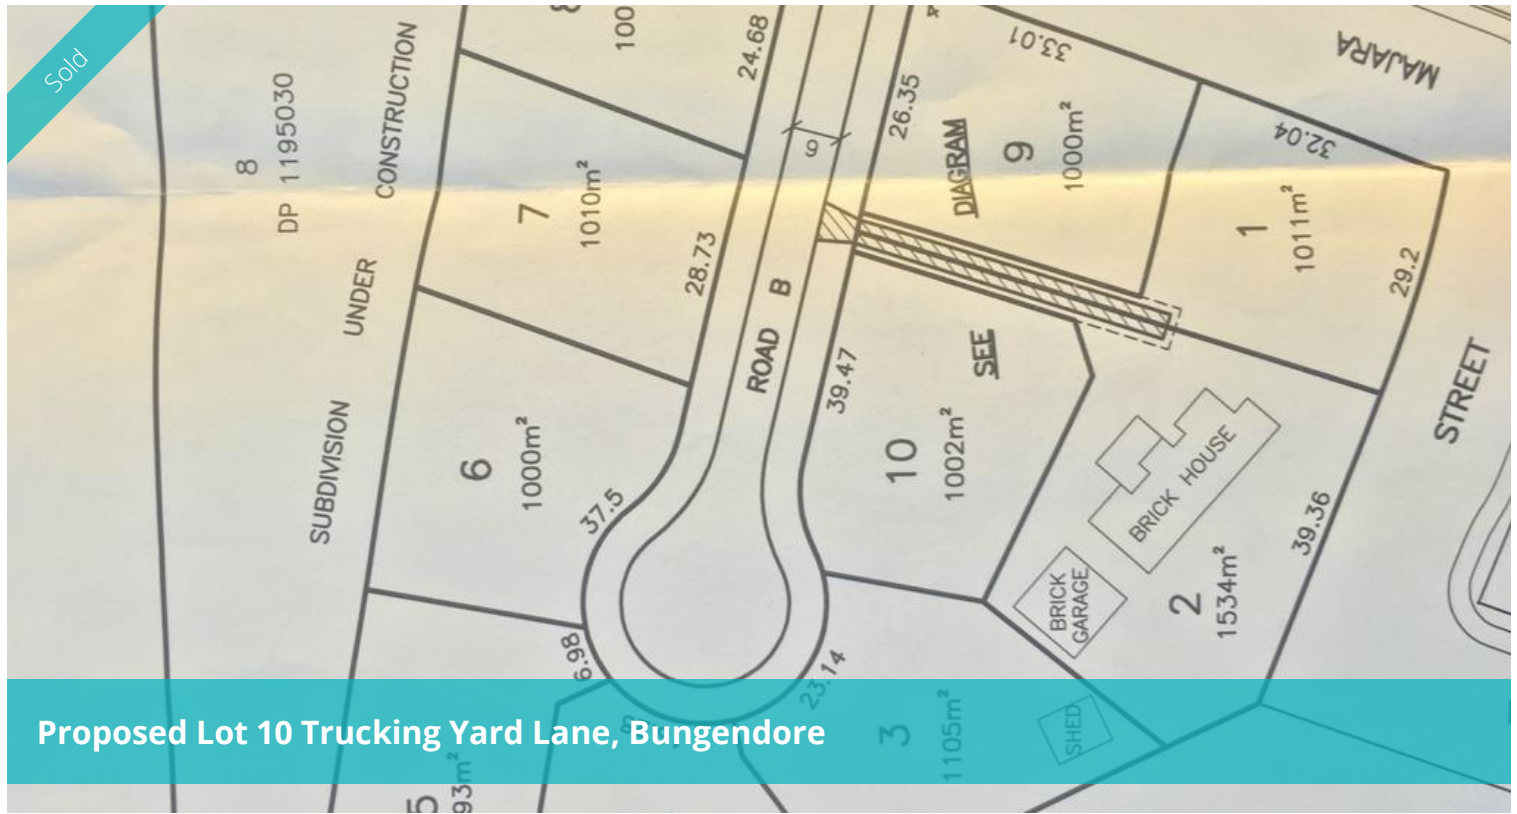 Sold
8
DP 1195030
SUBDIVISION UNDER CONSTRUCTION
100
24.68
7
1010m²
28.73
6
1000m²
37.5
6.98
ROAD B
26.35
39.47
DIAGRAM
SEE
9
1000m²
33.01
MAJARA
STREET
32.04
1
1011m²
29.2
10
1002m²
BRICK HOUSE
BRICK
GARAGE
2
1534m²
39.36
23.14
3
1105m²
SHED
5
93m²
Proposed Lot 10 Trucking Yard Lane, Bungendore